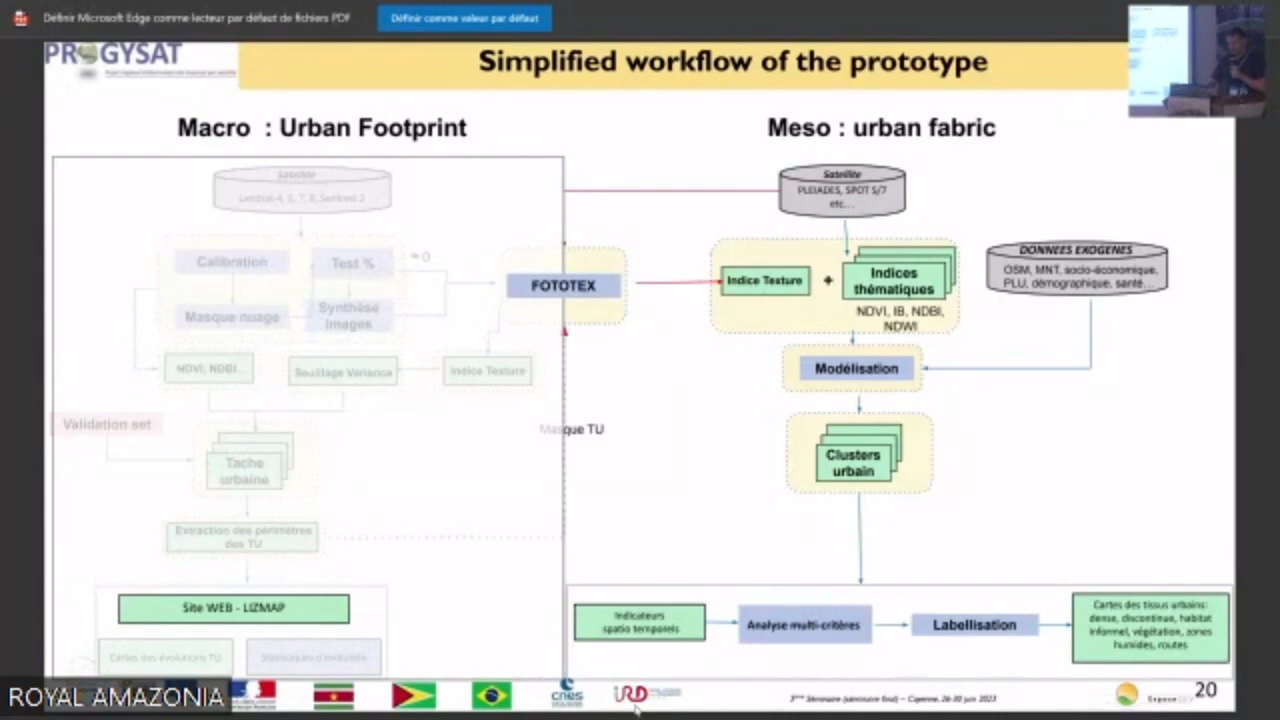 Définir Microsoft Edge comme lecteur par défaut de fichiers PDF
Définir comme valeur par défaut
PROGYSAT
Simplified workflow of the prototype
Macro : Urban Footprint
Meso : urban fabric
Satellite
Landsat 4, 5, 7, 8, Sentinel 2
Calibration
Test %
= 0
Masque nuage
Synthèse
images
FOTOTEX
NDVI, NDBI...
Seuillage Variance
Indice Texture
Validation set
Tache
urbaine
Masque TU
Extraction des périmètres
des TU
Site WEB - LIZMAP
Cartes des évolutions TU
Statistiques d'évolution
Satellite
PLEIADES, SPOT 5/7
etc...
Indice Texture
+
Indices
thématiques
NDVI, IB, NDBI,
NDWI
DONNEES EXOGENES
OSM, MNT, socio-économique,
PLU, démographique, santé...
Modélisation
Clusters
urbain
Indicateurs
spatio temporels
Analyse multi-critères
Labellisation
Cartes des tissus urbains:
dense, discontinue, habitat
informel, végétation, zones
humides, routes
ROYAL AMAZONIA
cnes
IRD
3ème Séminaire (séminaire final) – Cayenne, 26-30 juin 2023
20